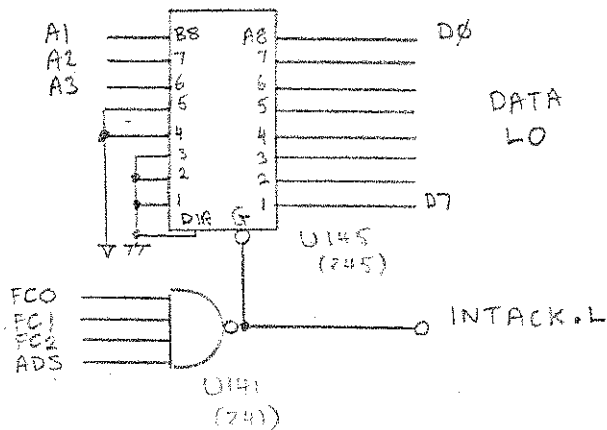 A1 B8 A8 DØ
A2 7 7
A3 6 6
5 5
4 4
3 3
2 2
1 1 D7
DATA
LO
DIR G
U145
(245)
FC0
FC1
FC2
ADS
INTACK.L
U141